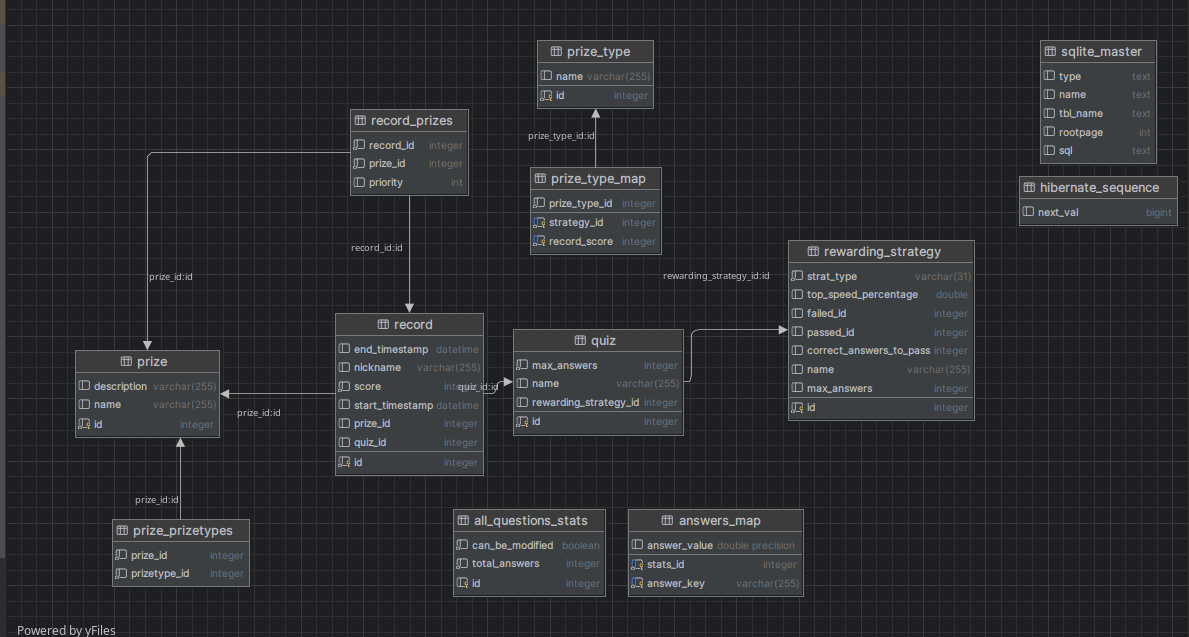 prize_type
name varchar(255)
id integer
sqlite_master
type text
name text
tbl_name text
rootpage int
sql text
record_prizes
record_id integer
prize_id integer
priority int
prize_type_id:id
prize_type_map
prize_type_id integer
strategy_id integer
record_score integer
hibernate_sequence
next_val bigint
record_id:id
prize_id:id
rewarding_strategy_id:id
rewarding_strategy
strat_type varchar(31)
top_speed_percentage double
failed_id integer
passed_id integer
correct_answers_to_pass integer
name varchar(255)
max_answers integer
id integer
record
end_timestamp datetime
nickname varchar(255)
score integer
start_timestamp datetime
prize_id integer
quiz_id integer
id integer
quiz_id:id
quiz
max_answers integer
name varchar(255)
rewarding_strategy_id integer
id integer
prize
description varchar(255)
name varchar(255)
id integer
prize_id:id
prize_id:id
prize_prizetypes
prize_id integer
prizetype_id integer
all_questions_stats
can_be_modified boolean
total_answers integer
id integer
answers_map
answer_value double precision
stats_id integer
answer_key varchar(255)
Powered by yFiles